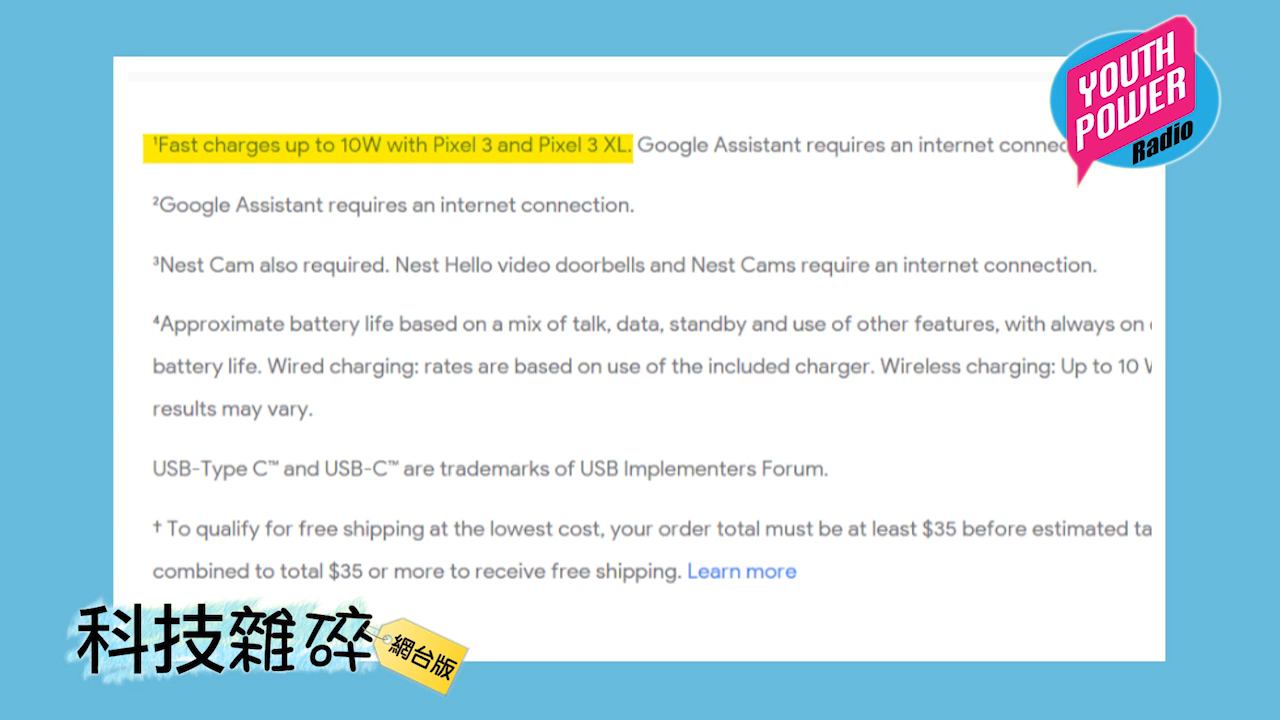 YOUTH
POWER
Radio
¹Fast charges up to 10W with Pixel 3 and Pixel 3 XL. Google Assistant requires an internet
²Google Assistant requires an internet connection.
³Nest Cam also required. Nest Hello video doorbells and Nest Cams require an internet connection.
⁴Approximate battery life based on a mix of talk, data, standby and use of other features, with always on
battery life. Wired charging: rates are based on use of the included charger. Wireless charging: Up to 10
results may vary.
USB-Type C™ and USB-C™ are trademarks of USB Implementers Forum.
† To qualify for free shipping at the lowest cost, your order total must be at least $35 before estimated
combined to total $35 or more to receive free shipping. Learn more
科技雜碎
網台版